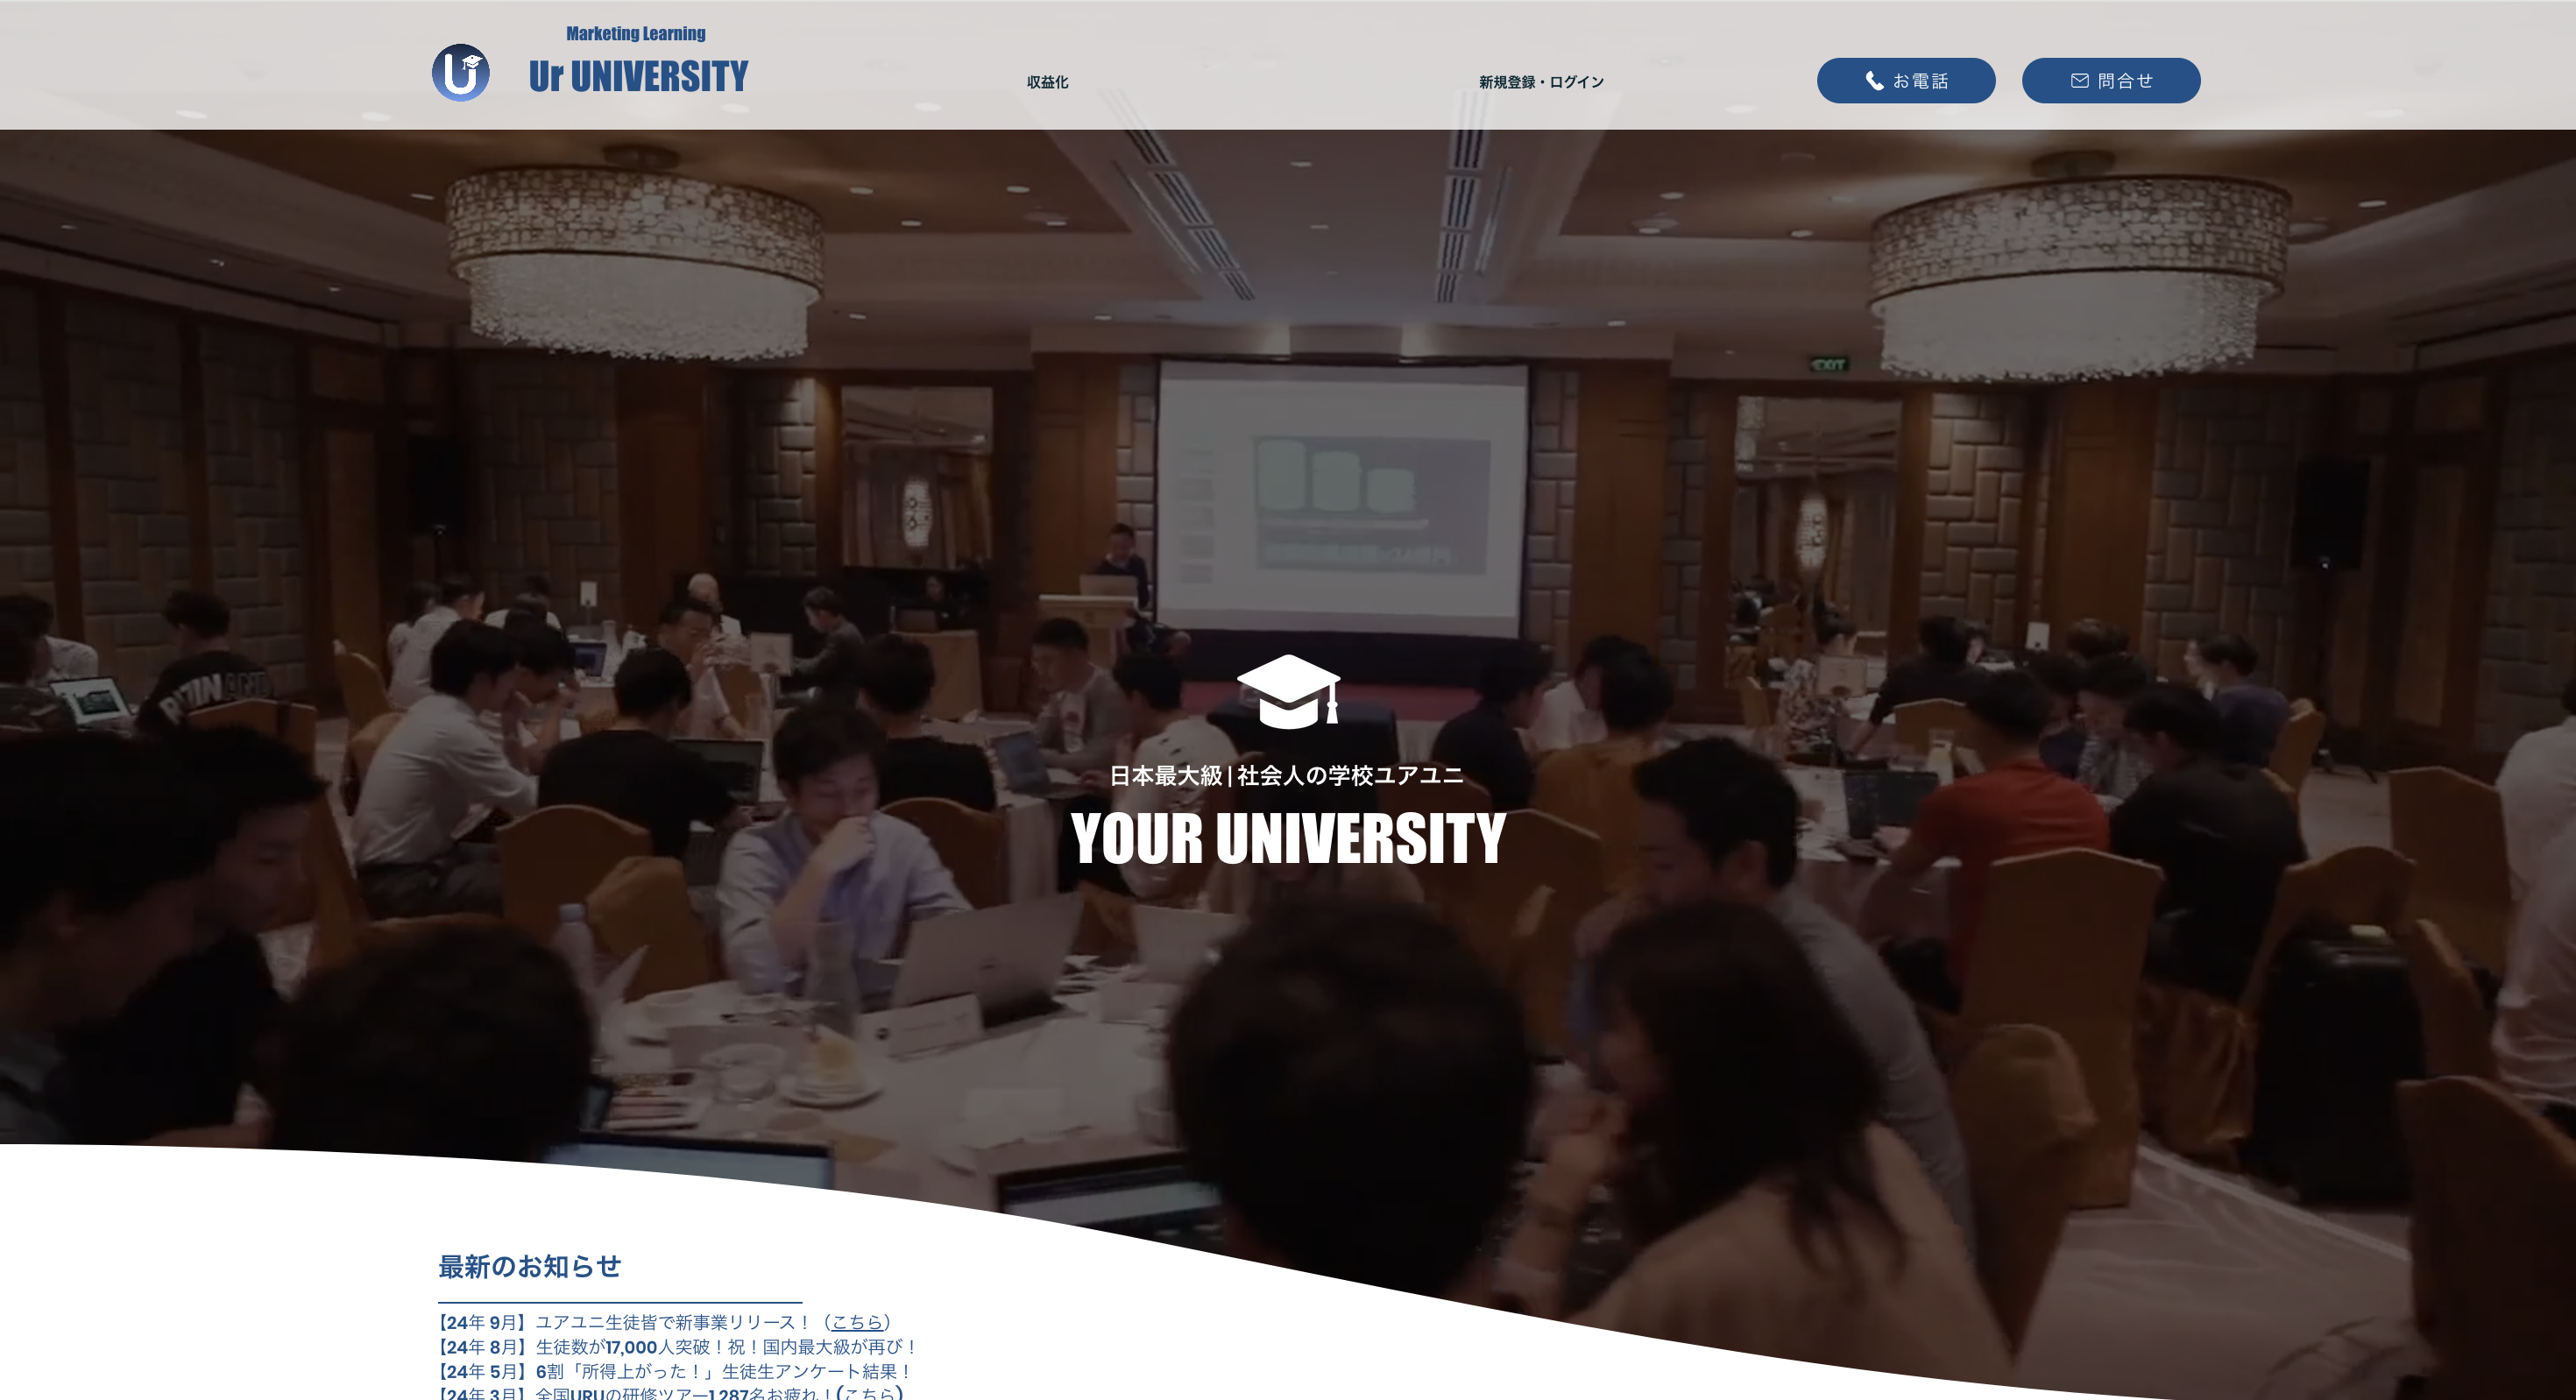 Marketing Learning
Ur UNIVERSITY
収益化
新規登録・ログイン
お電話
問合せ
EXIT
日本最大級|社会人の学校ユアユニ
YOUR UNIVERSITY
最新のお知らせ
【24年 9月】ユアユニ生徒皆で新事業リリース！（こちら）
【24年 8月】生徒数が17,000人突破！祝！国内最大級が再び！
【24年 5月】6割「所得上がった！」生徒生アンケート結果！
【24年 3月】全国URUの研修ツアー1,287名お疲れ！(こちら)